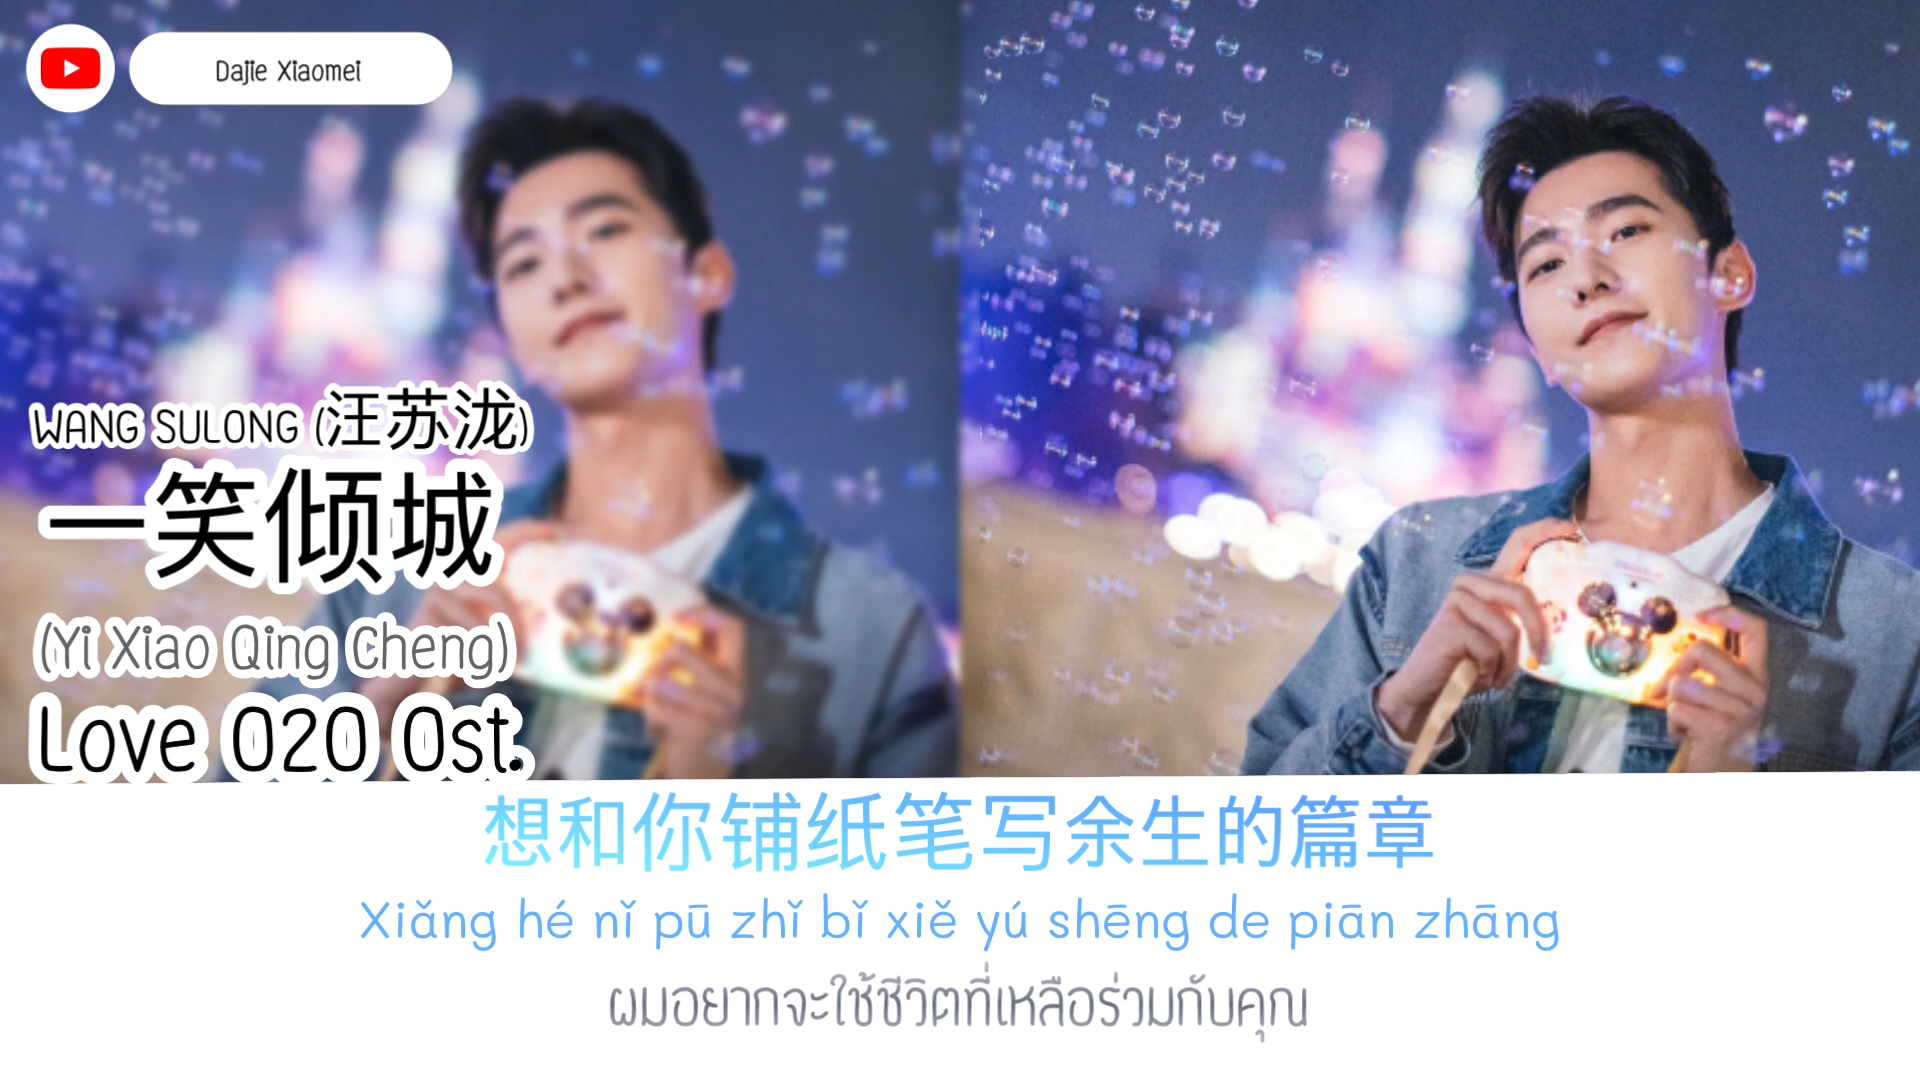 Dajie Xiaomei
WANG SULONG (汪苏泷)
一笑倾城
(Yi Xiao Qing Cheng)
Love 020 Ost.
想和你铺纸笔写余生的篇章
Xiǎng hé nǐ pū zhǐ bǐ xiě yú shēng de piān zhāng
ผมอยากจะใช้ชีวิตที่เหลือร่วมกับคุณ